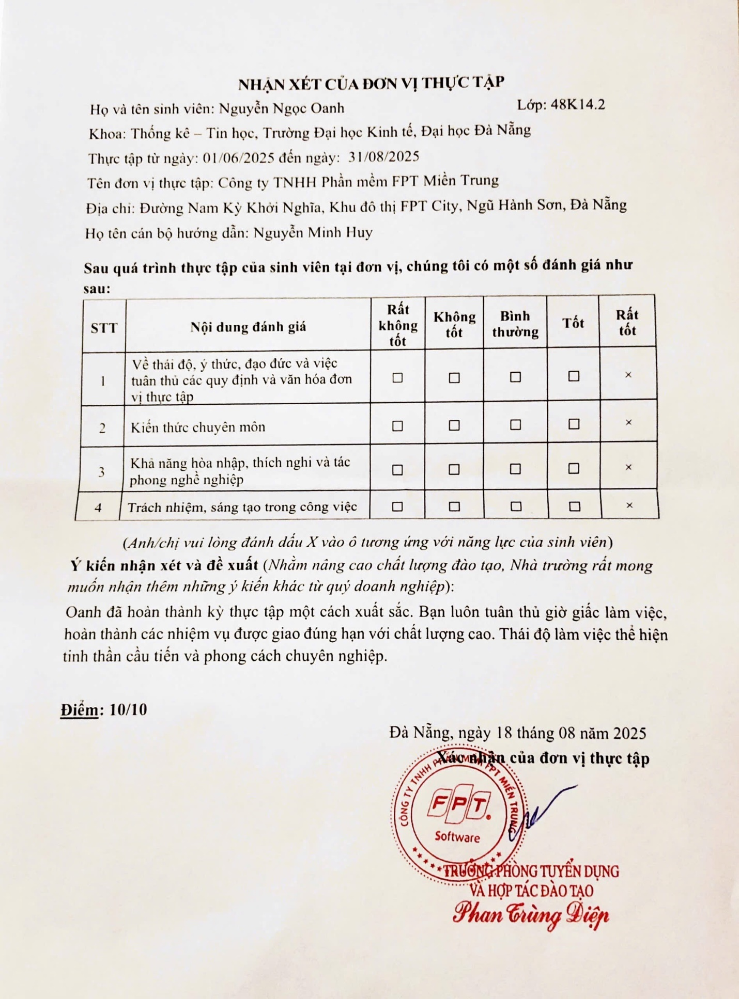 NHẬN XÉT CỦA ĐƠN VỊ THỰC TẬP
Họ và tên sinh viên: Nguyễn Ngọc Oanh Lớp: 48K14.2
Khoa: Thống kê – Tin học, Trường Đại học Kinh tế, Đại học Đà Nẵng
Thực tập từ ngày: 01/06/2025 đến ngày: 31/08/2025
Tên đơn vị thực tập: Công ty TNHH Phần mềm FPT Miền Trung
Địa chỉ: Đường Nam Kỳ Khởi Nghĩa, Khu đô thị FPT City, Ngũ Hành Sơn, Đà Nẵng
Họ tên cán bộ hướng dẫn: Nguyễn Minh Huy
Sau quá trình thực tập của sinh viên tại đơn vị, chúng tôi có một số đánh giá như
sau:
STT Nội dung đánh giá Rất không tốt Không tốt Bình thường Tốt Rất tốt
1 Về thái độ, ý thức, đạo đức và việc
tuân thủ các quy định và văn hóa đơn
vị thực tập ☐ ☐ ☐ ☐ ×
2 Kiến thức chuyên môn ☐ ☐ ☐ ☐ ×
3 Khả năng hòa nhập, thích nghi và tác
phong nghề nghiệp ☐ ☐ ☐ ☐ ×
4 Trách nhiệm, sáng tạo trong công việc ☐ ☐ ☐ ☐ ×
(Anh/chị vui lòng đánh dấu X vào ô tương ứng với năng lực của sinh viên)
Ý kiến nhận xét và đề xuất (Nhằm nâng cao chất lượng đào tạo, Nhà trường rất mong
muốn nhận thêm những ý kiến khác từ quý doanh nghiệp):
Oanh đã hoàn thành kỳ thực tập một cách xuất sắc. Bạn luôn tuân thủ giờ giấc làm việc,
hoàn thành các nhiệm vụ được giao đúng hạn với chất lượng cao. Thái độ làm việc thể hiện
tinh thần cầu tiến và phong cách chuyên nghiệp.
Điểm: 10/10
Đà Nẵng, ngày 18 tháng 08 năm 2025
Xác nhận của đơn vị thực tập
CÔNG TY TNHH PHẦN MỀM FPT MIỀN TRUNG
FPT
Software
TRƯỞNG PHÒNG TUYỂN DỤNG
VÀ HỢP TÁC ĐÀO TẠO
Phan Trùng Điệp